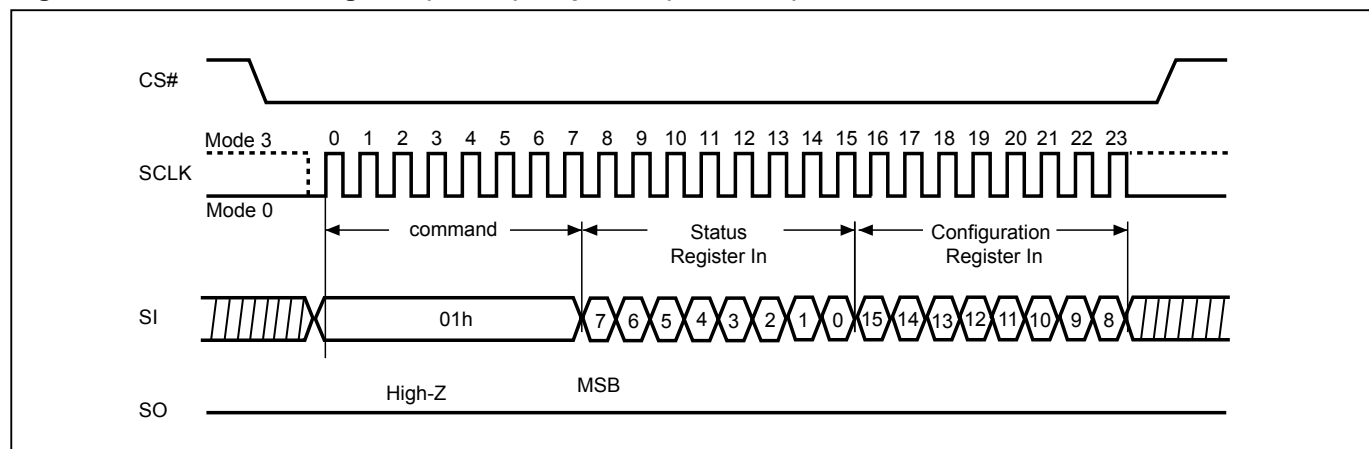 CS#
Mode 3
0 1 2 3 4 5 6 7 8 9 10 11 12 13 14 15 16 17 18 19 20 21 22 23
SCLK
Mode 0
command
Status
Register In
Configuration
Register In
SI
01h
7 6 5 4 3 2 1 0 15 14 13 12 11 10 9 8
High-Z
MSB
SO